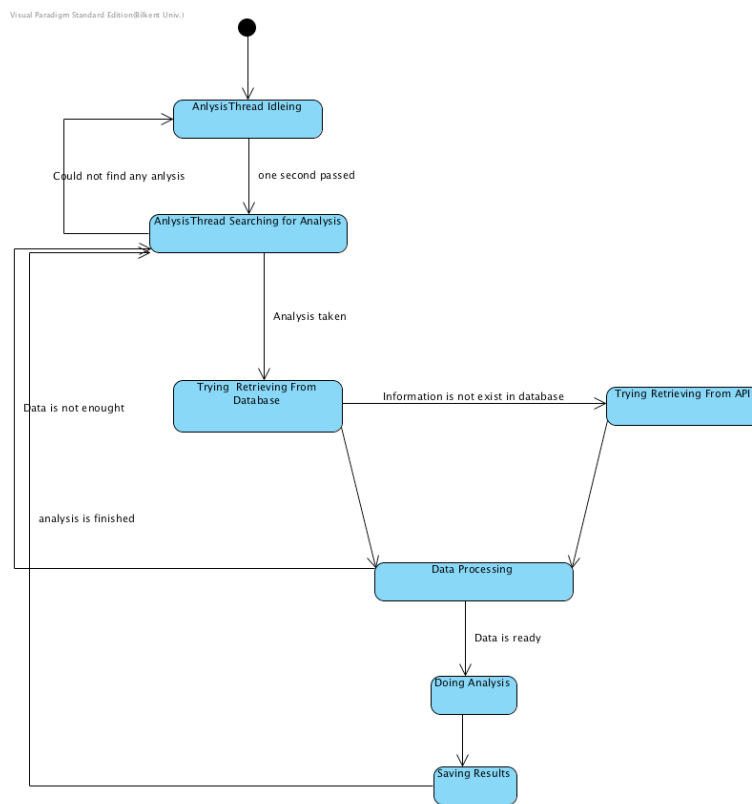 Visual Paradigm Standard Edition(Bilkent Univ.)
AnlysisThread Idleing
Could not find any anlysis
one second passed
AnlysisThread Searching for Analysis
Analysis taken
Trying Retrieving From
Database
Information is not exist in database
Trying Retrieving From API
Data is not enought
analysis is finished
Data Processing
Data is ready
Doing Analysis
Saving Results